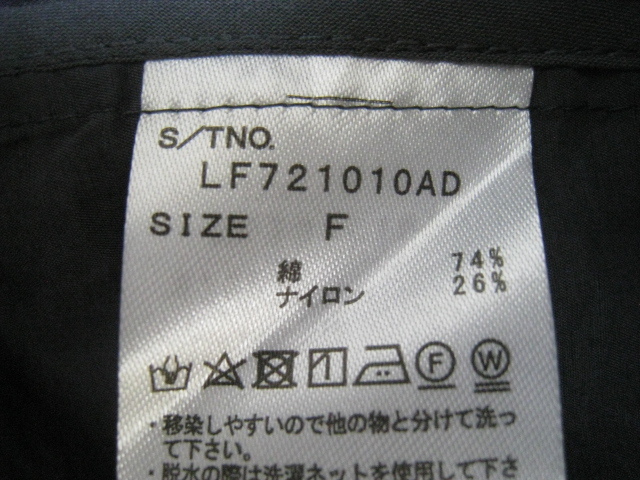 S/TNO.
LF721010AD
SIZE F
綿 74%
ナイロン 26%
F W
・移染しやすいので他の物と分けて洗っ
て下さい。
・脱水の際は洗濯ネットを使用して下さ